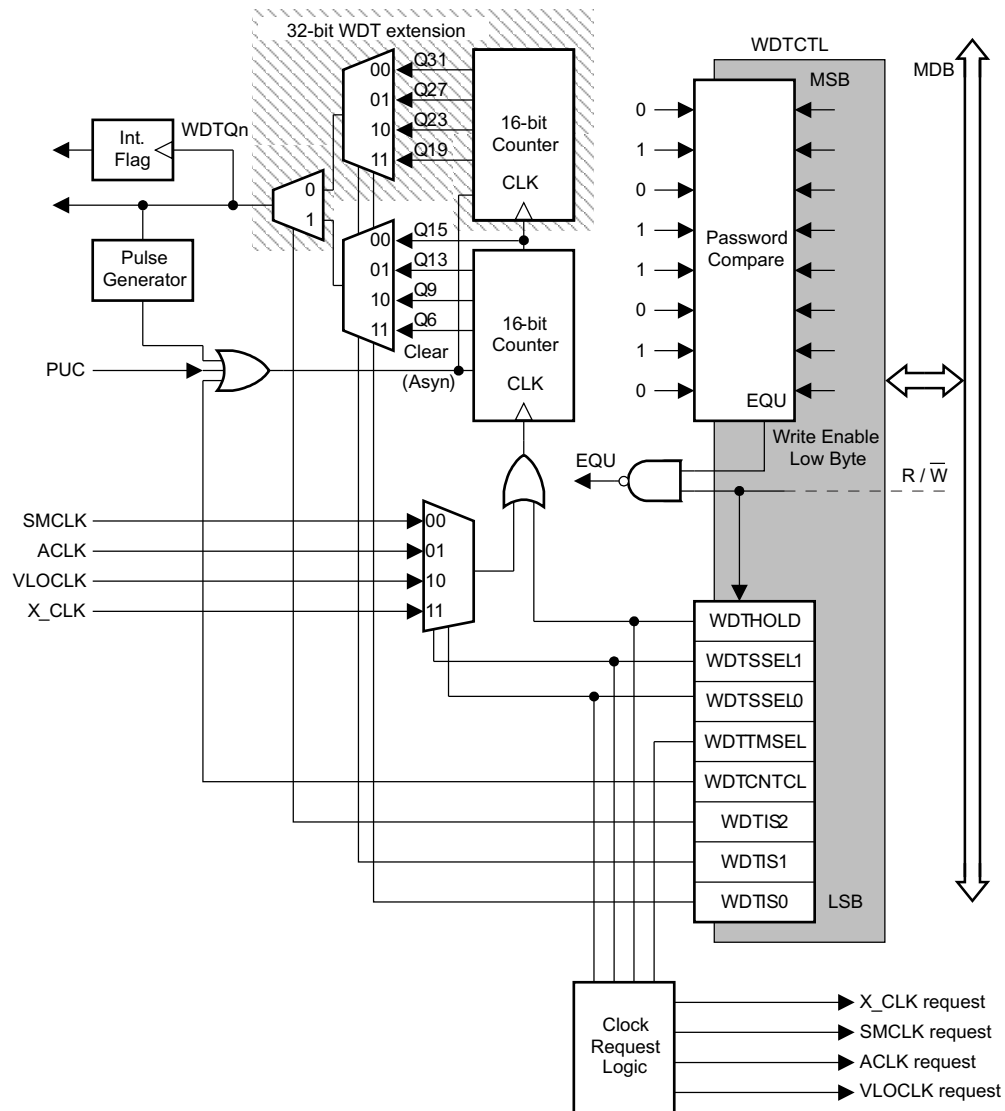 32-bit WDT extension
WDTCTL
MDB
MSB
Q31
00
Q27
01
Q23
10
Q19
11
16-bit
Counter
CLK
Int.
Flag
WDTQn
0
1
Pulse
Generator
Q15
00
Q13
01
Q9
10
Q6
11
16-bit
Counter
CLK
Clear
(Asyn)
PUC
0
1
0
1
1
0
1
0
Password
Compare
EQU
Write Enable
Low Byte
EQU
R / W̅
SMCLK
00
ACLK
01
VLOCLK
10
X_CLK
11
WDTHOLD
WDTSSEL1
WDTSSEL0
WDTTMSEL
WDTCNTCL
WDTIS2
WDTIS1
WDTIS0
LSB
Clock
Request
Logic
X_CLK request
SMCLK request
ACLK request
VLOCLK request